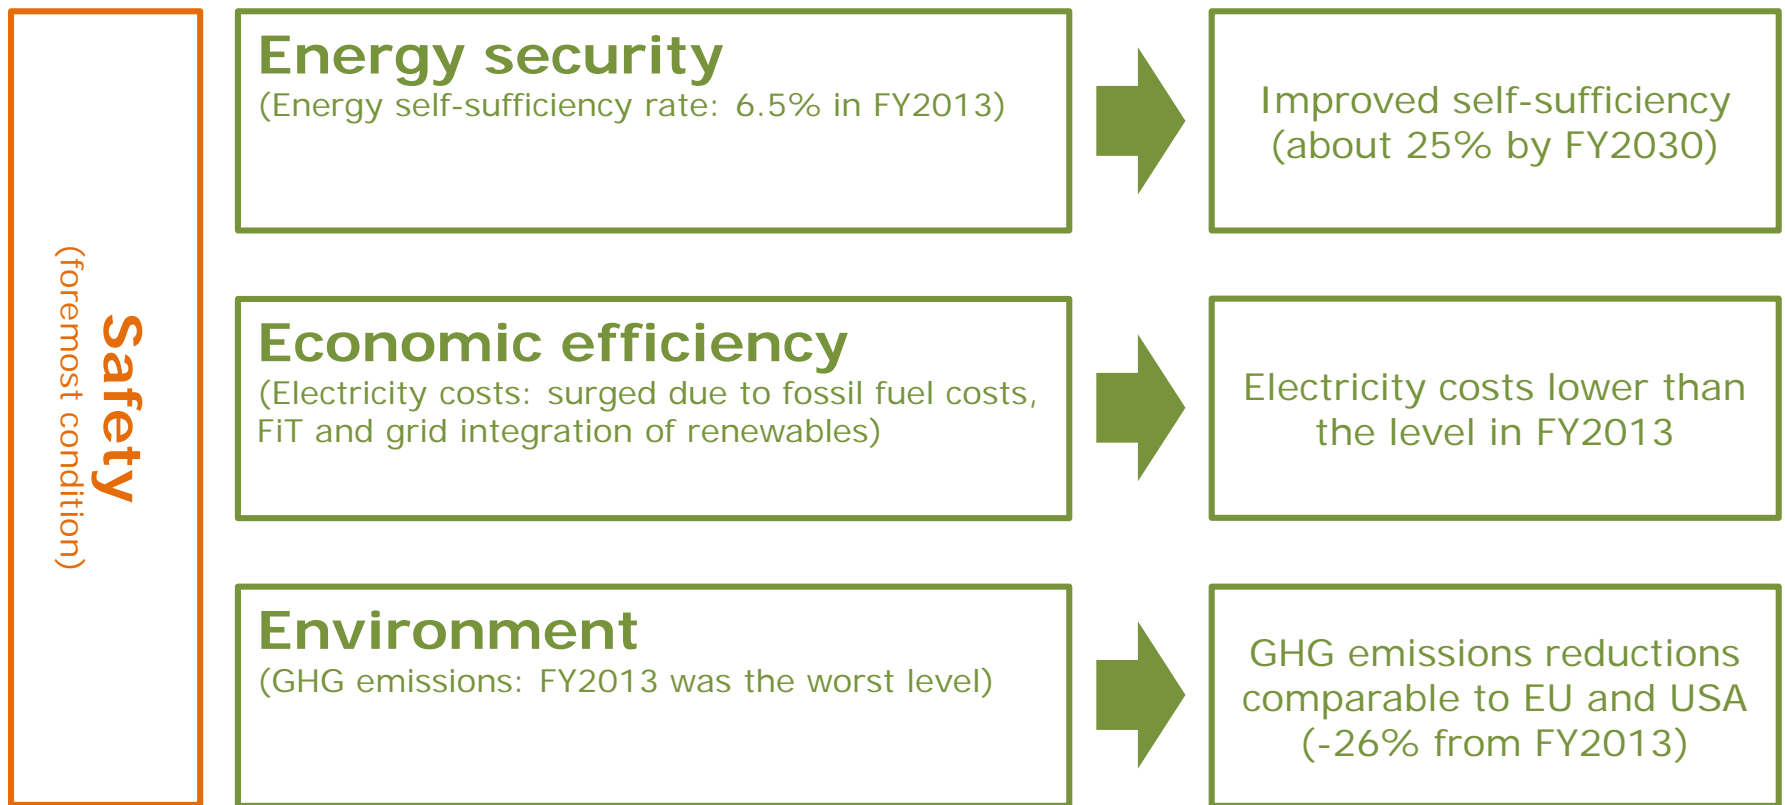 Safety
(foremost condition)
Energy security
(Energy self-sufficiency rate: 6.5% in FY2013)
Improved self-sufficiency
(about 25% by FY2030)
Economic efficiency
(Electricity costs: surged due to fossil fuel costs,
FiT and grid integration of renewables)
Electricity costs lower than
the level in FY2013
Environment
(GHG emissions: FY2013 was the worst level)
GHG emissions reductions
comparable to EU and USA
(-26% from FY2013)